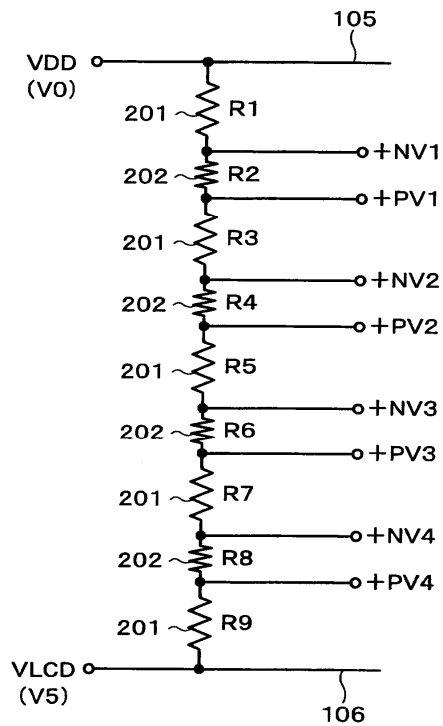 105
VDD
(V0)
201
R1
+NV1
202
R2
+PV1
201
R3
+NV2
202
R4
+PV2
201
R5
+NV3
202
R6
+PV3
201
R7
+NV4
202
R8
+PV4
201
R9
VLCD
(V5)
106